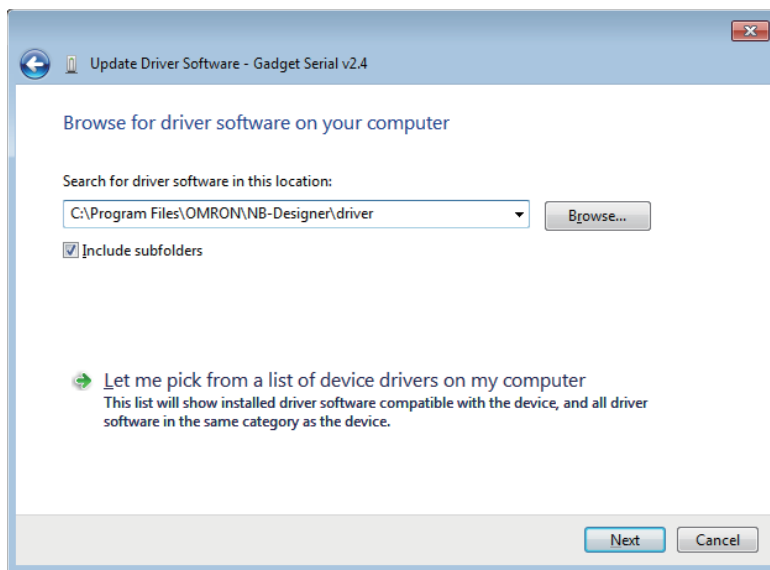 Update Driver Software - Gadget Serial v2.4
Browse for driver software on your computer
Search for driver software in this location:
C:\Program Files\OMRON\NB-Designer\driver
Browse...
Include subfolders
Let me pick from a list of device drivers on my computer
This list will show installed driver software compatible with the device, and all driver
software in the same category as the device.
Next
Cancel